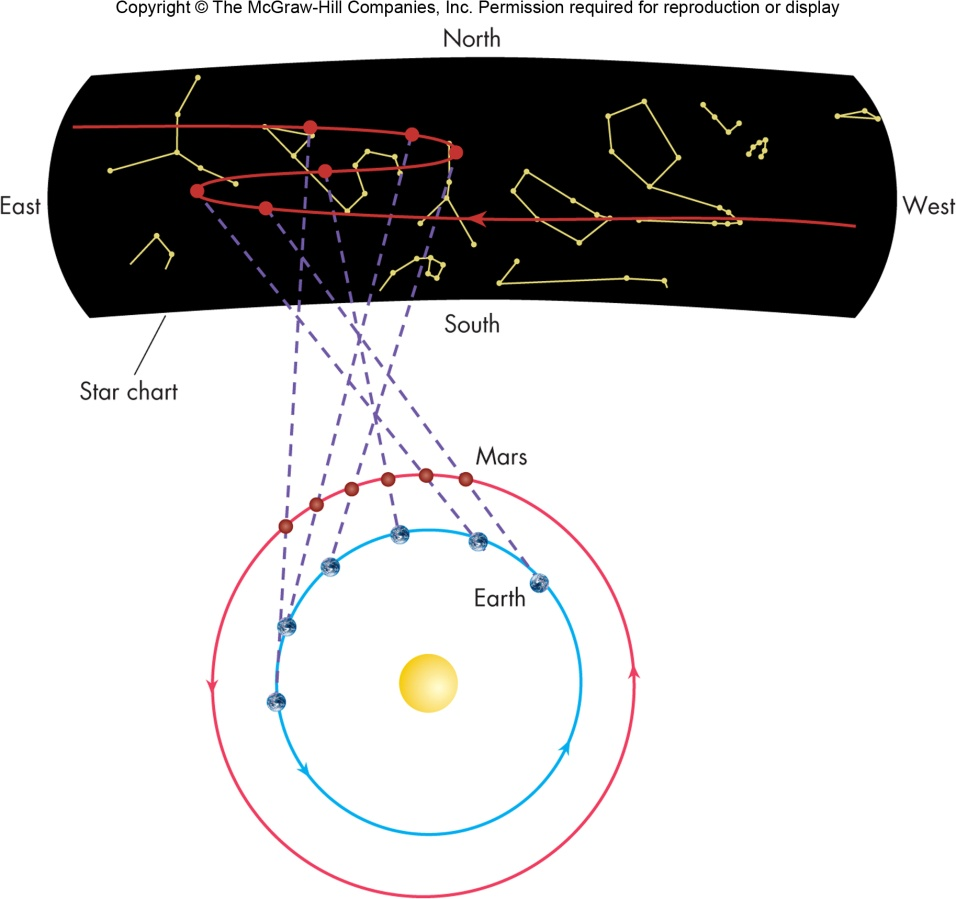 Copyright © The McGraw-Hill Companies, Inc. Permission required for reproduction or display
North
East
West
South
Star chart
Mars
Earth